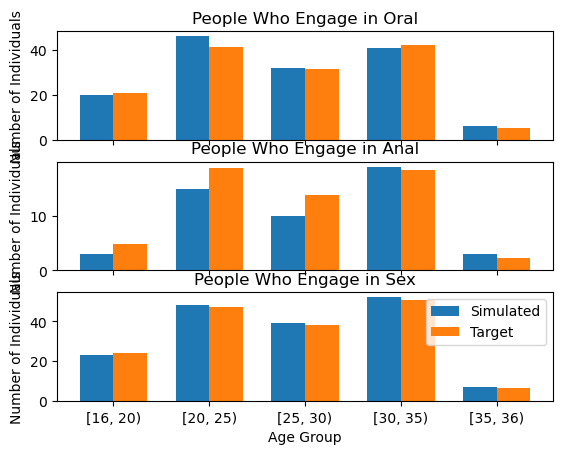 People Who Engage in Oral
Number of Individuals
40
20
0
People Who Engage in Anal
Number of Individuals
10
0
People Who Engage in Sex
Number of Individuals
40
20
0
Simulated
Target
[16, 20)
[20, 25)
[25, 30)
[30, 35)
[35, 36)
Age Group